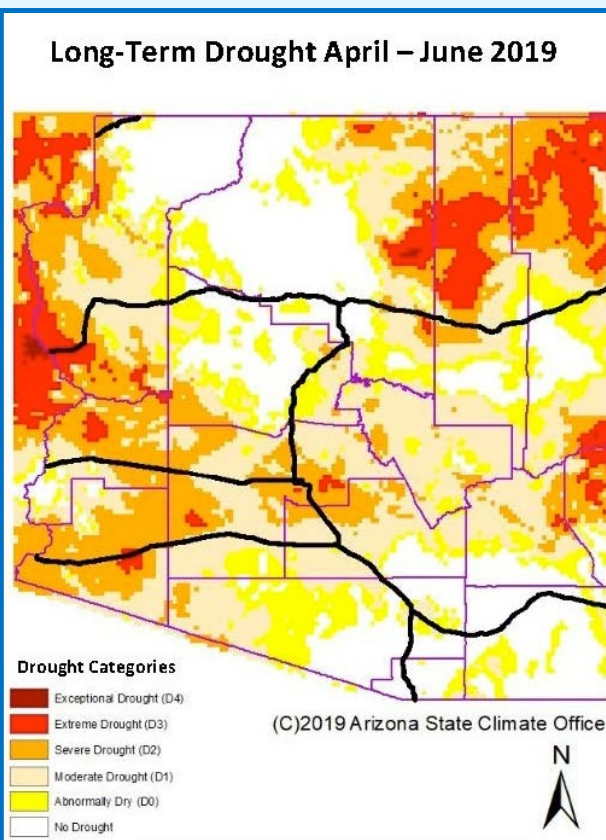 Long-Term Drought April – June 2019
Drought Categories
Exceptional Drought (D4)
Extreme Drought (D3)
Severe Drought (D2)
Moderate Drought (D1)
Abnormally Dry (D0)
No Drought
(C)2019 Arizona State Climate Office
N